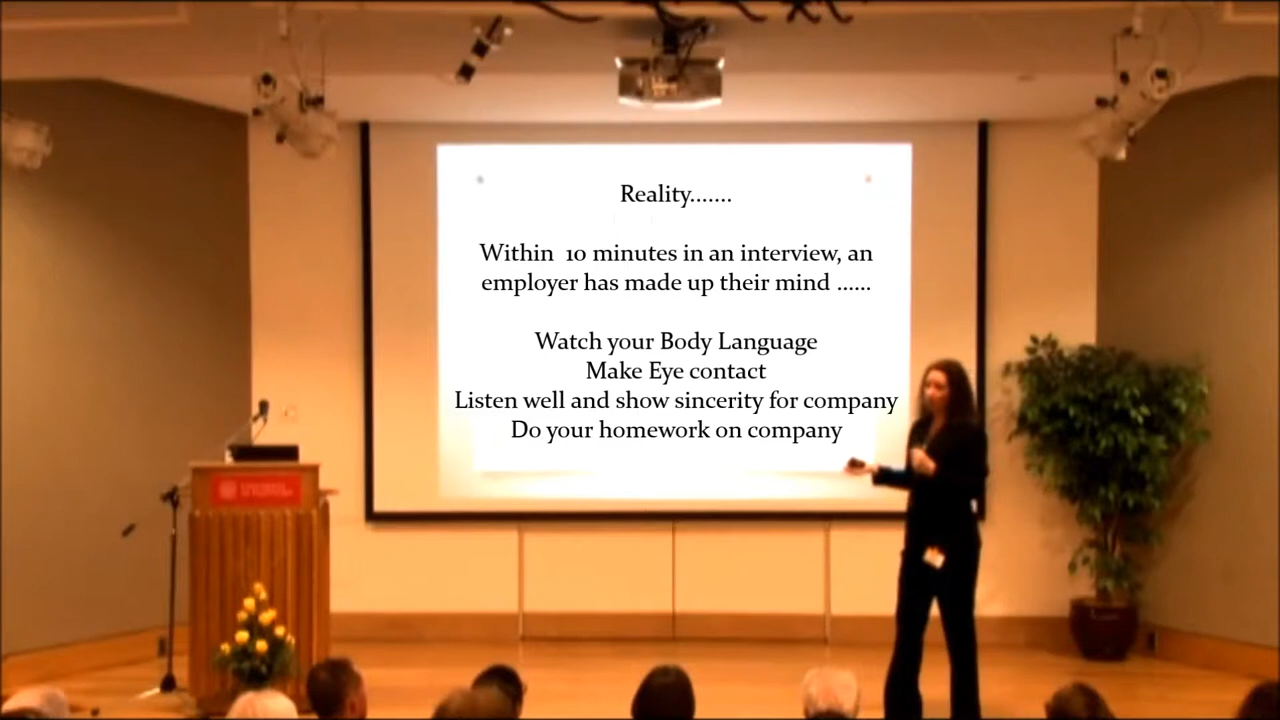 Reality.......
Within 10 minutes in an interview, an
employer has made up their mind ......
Watch your Body Language
Make Eye contact
Listen well and show sincerity for company
Do your homework on company